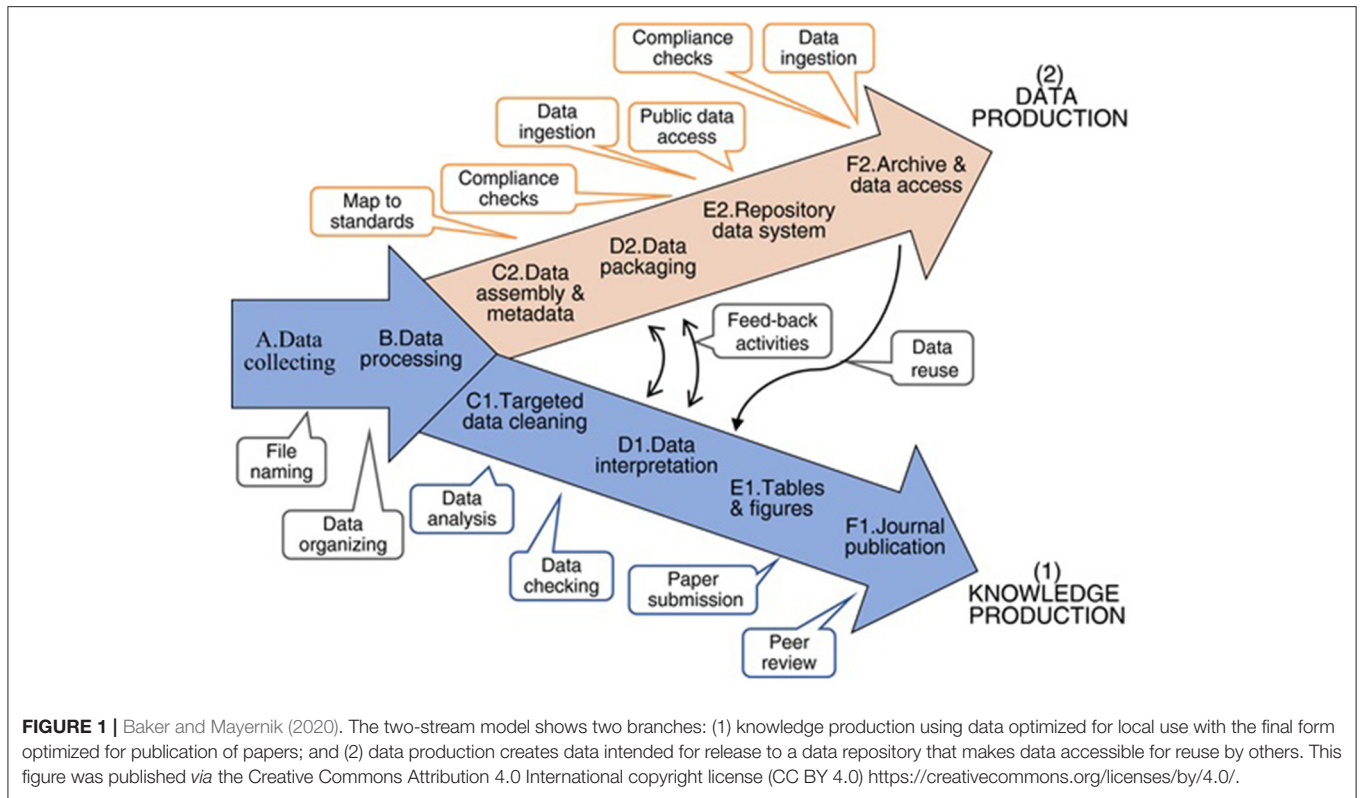 Compliance
checks
Data
ingestion
(2)
DATA
PRODUCTION
Data
ingestion
Public data
access
Compliance
checks
Map to
standards
F2.Archive &
data access
E2.Repository
data system
D2.Data
packaging
C2.Data
assembly &
metadata
A.Data
collecting
B.Data
processing
Feed-back
activities
Data
reuse
C1.Targeted
data cleaning
D1.Data
interpretation
E1.Tables
& figures
F1.Journal
publication
File
naming
Data
organizing
Data
analysis
Data
checking
Paper
submission
Peer
review
(1)
KNOWLEDGE
PRODUCTION
FIGURE 1 | Baker and Mayernik (2020). The two-stream model shows two branches: (1) knowledge production using data optimized for local use with the final form
optimized for publication of papers; and (2) data production creates data intended for release to a data repository that makes data accessible for reuse by others. This
figure was published via the Creative Commons Attribution 4.0 International copyright license (CC BY 4.0) https://creativecommons.org/licenses/by/4.0/.